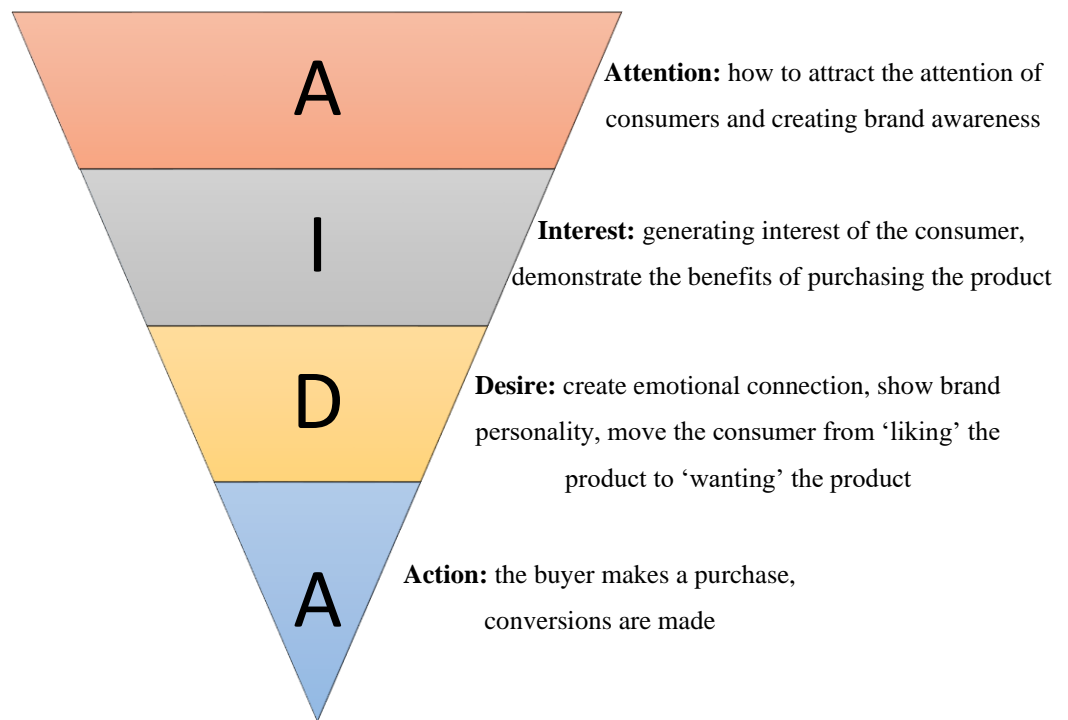 A
Attention: how to attract the attention of
consumers and creating brand awareness
I
Interest: generating interest of the consumer,
demonstrate the benefits of purchasing the product
D
Desire: create emotional connection, show brand
personality, move the consumer from ‘liking’ the
product to ‘wanting’ the product
A
Action: the buyer makes a purchase,
conversions are made